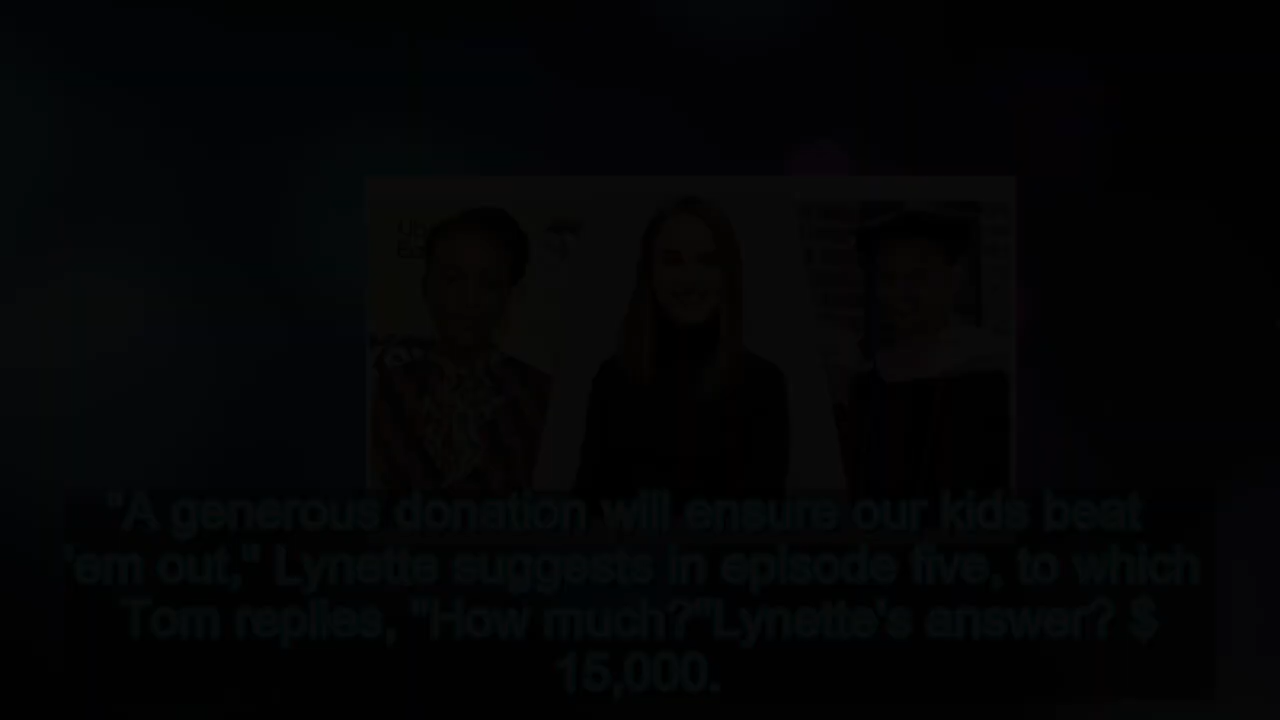 "A generous donation will ensure our kids beat
'em out," Lynette suggests in episode five, to which
Tom replies, "How much?"Lynette's answer? $
15,000.